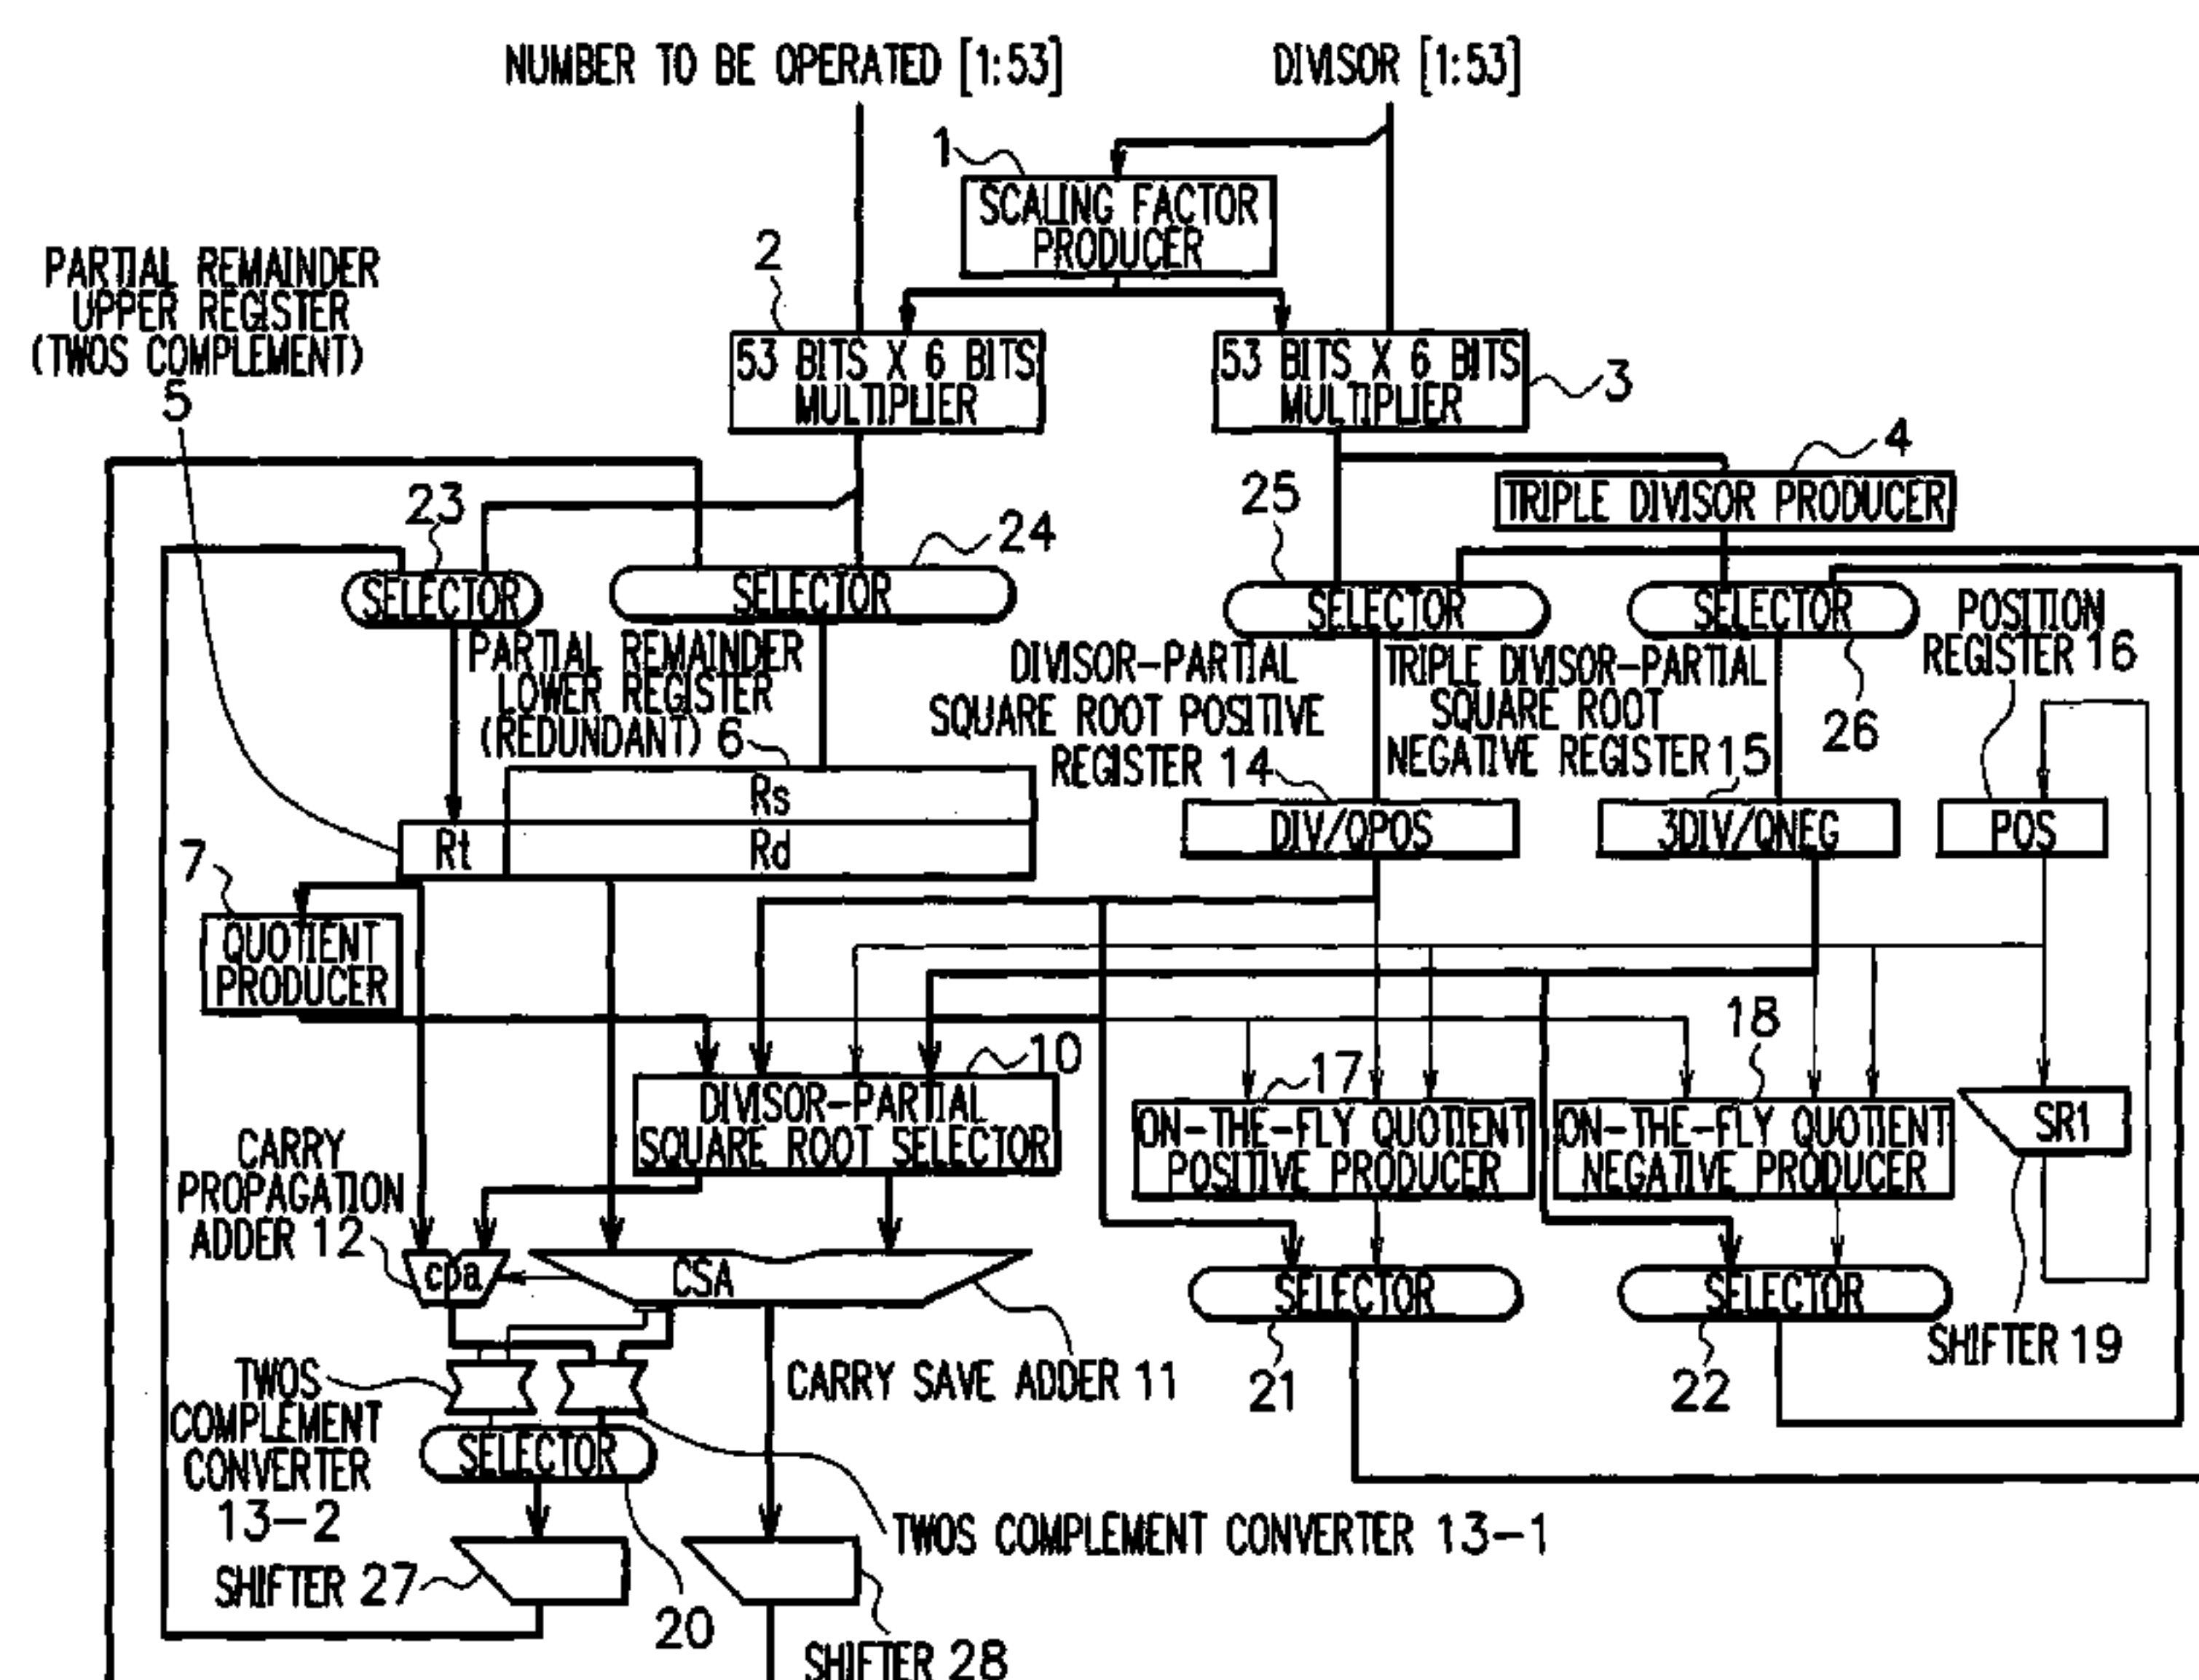 NUMBER TO BE OPERATED [1:53]
DIVISOR [1:53]
1
SCALING FACTOR
PRODUCER
PARTIAL REMAINDER
UPPER REGISTER
(TWOS COMPLEMENT)
5
2
53 BITS X 6 BITS
MULTIPLIER
53 BITS X 6 BITS
MULTIPLIER
3
4
TRIPLE DIVISOR PRODUCER
23
SELECTOR
24
SELECTOR
25
SELECTOR
SELECTOR
26
POSITION
REGISTER 16
PARTIAL REMAINDER
LOWER REGISTER
(REDUNDANT) 6
DIVISOR-PARTIAL
SQUARE ROOT POSITIVE
REGISTER 14
TRIPLE DIVISOR-PARTIAL
SQUARE ROOT
NEGATIVE REGISTER 15
Rs
Rt
Rd
DIV/QPOS
3DIV/QNEG
POS
7
QUOTIENT
PRODUCER
10
DIVISOR-PARTIAL
SQUARE ROOT SELECTOR
17
ON-THE-FLY QUOTIENT
POSITIVE PRODUCER
18
ON-THE-FLY QUOTIENT
NEGATIVE PRODUCER
SR1
CARRY
PROPAGATION
ADDER 12
cpa
CSA
SELECTOR
21
SELECTOR
22
SHIFTER 19
CARRY SAVE ADDER 11
TWOS
COMPLEMENT
CONVERTER
13-2
SELECTOR
TWOS COMPLEMENT CONVERTER 13-1
SHIFTER 27
20
SHIFTER 28